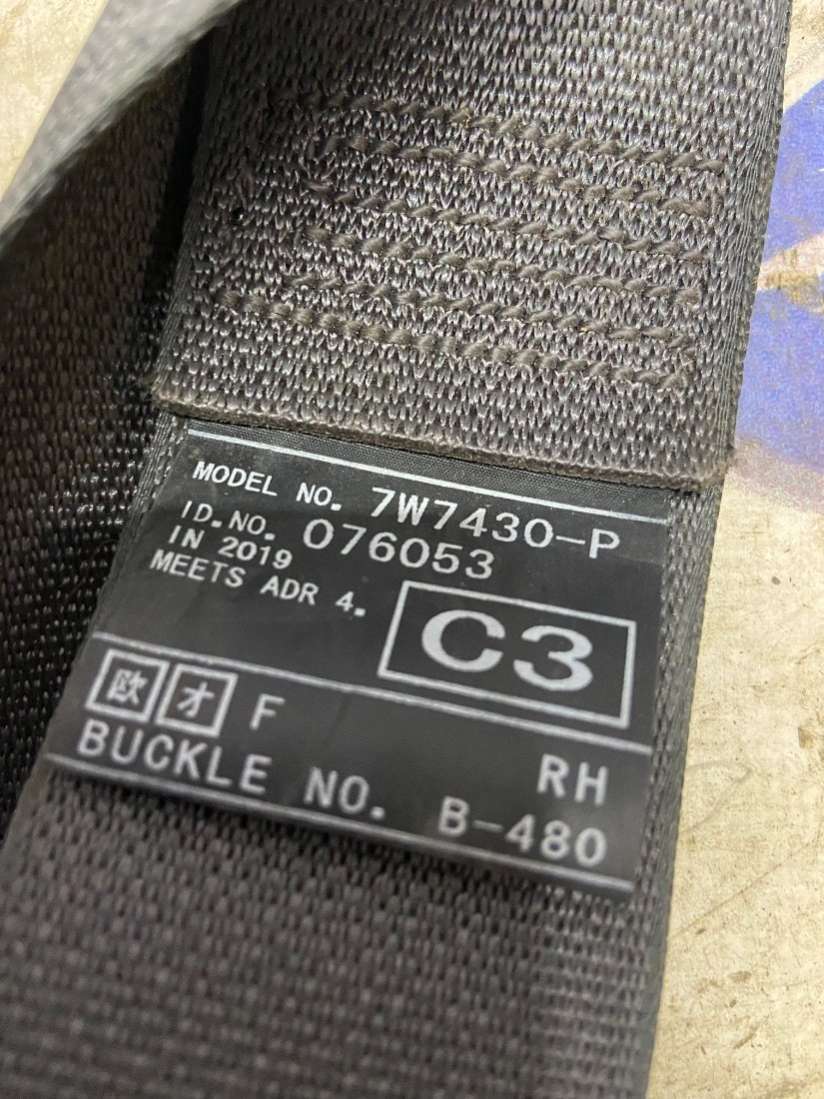 MODEL NO. 7W7430-P
ID.NO. 076053
IN 2019
MEETS ADR 4.
C3
欧 オ F RH
BUCKLE NO. B-480